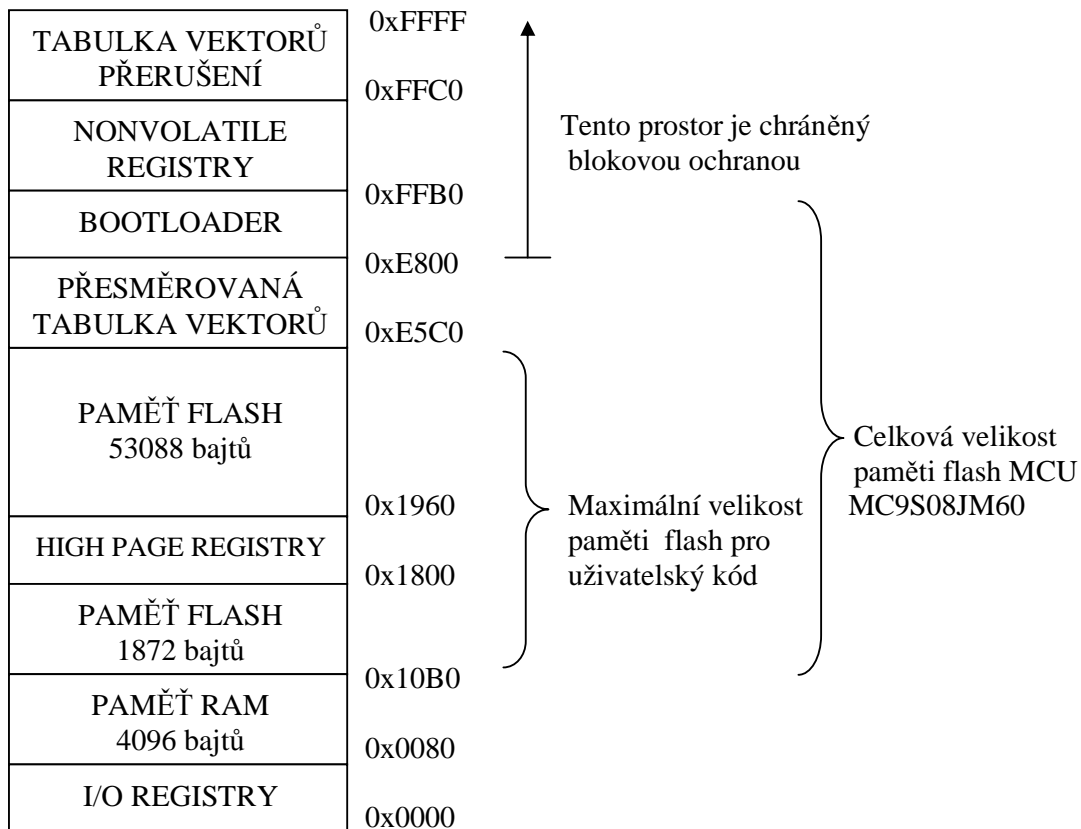 0xFFFF
TABULKA VEKTORŮ
PŘERUŠENÍ
0xFFC0
NONVOLATILE
REGISTRY
Tento prostor je chráněný
blokovou ochranou
0xFFB0
BOOTLOADER
0xE800
PŘESMĚROVANÁ
TABULKA VEKTORŮ
0xE5C0
PAMĚŤ FLASH
53088 bajtů
Celková velikost
paměti flash MCU
MC9S08JM60
0x1960
Maximální velikost
paměti flash pro
uživatelský kód
HIGH PAGE REGISTRY
0x1800
PAMĚŤ FLASH
1872 bajtů
0x10B0
PAMĚŤ RAM
4096 bajtů
0x0080
I/O REGISTRY
0x0000